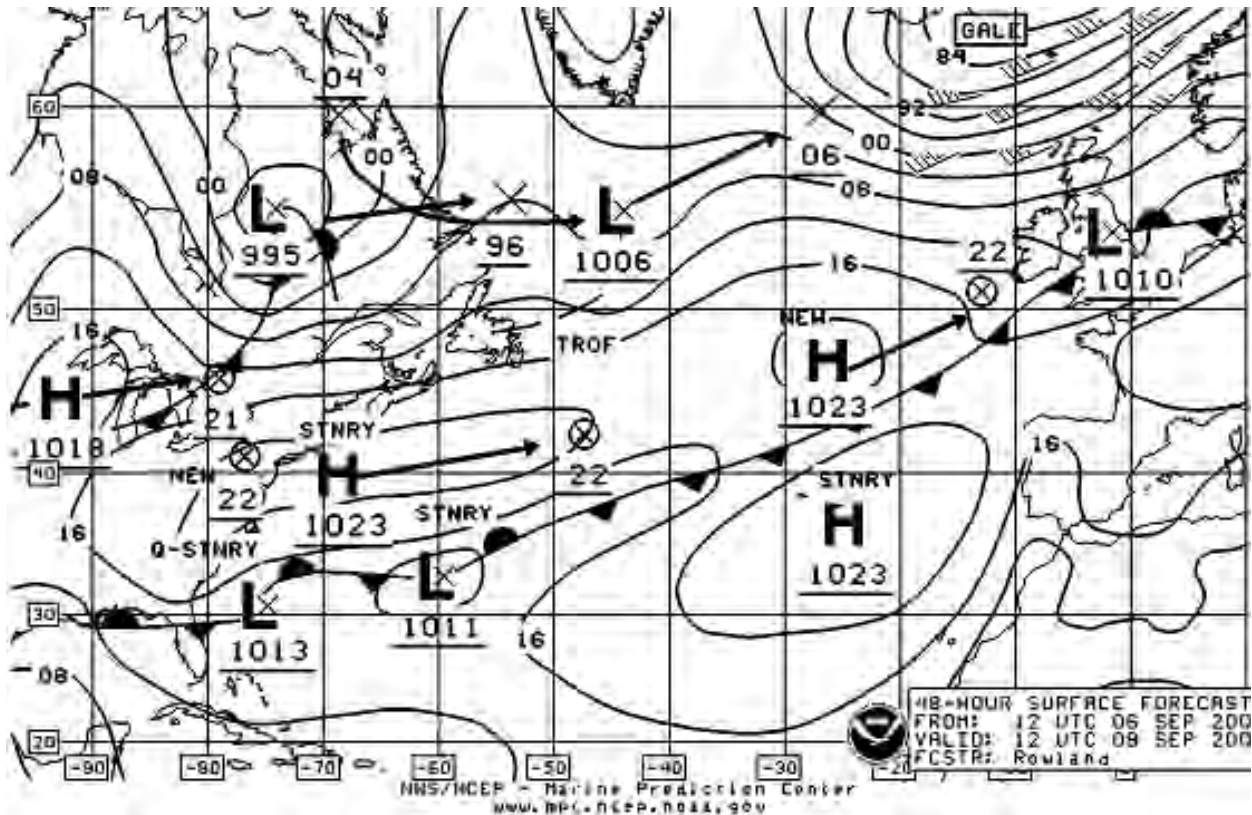 GALE
84
04
60
92
00
00
06
00
08
08
L
995
L
1006
96
16
22
L
1010
50
16
NEW
TROF
H
1023
H
1018
21
STNRY
40
NEW
22
H
1023
22
STNRY
STNRY
H
1023
16
16
Q-STNRY
L
1011
30
L
1013
16
08
20
-90
-80
-70
-60
-50
-40
-30
-20
48-HOUR SURFACE FORECAST
FROM: 12 UTC 06 SEP 200
VALID: 12 UTC 09 SEP 200
FCSTR: Rowland
NWS/NCEP - Marine Prediction Center
www.mpc.ncep.noaa.gov